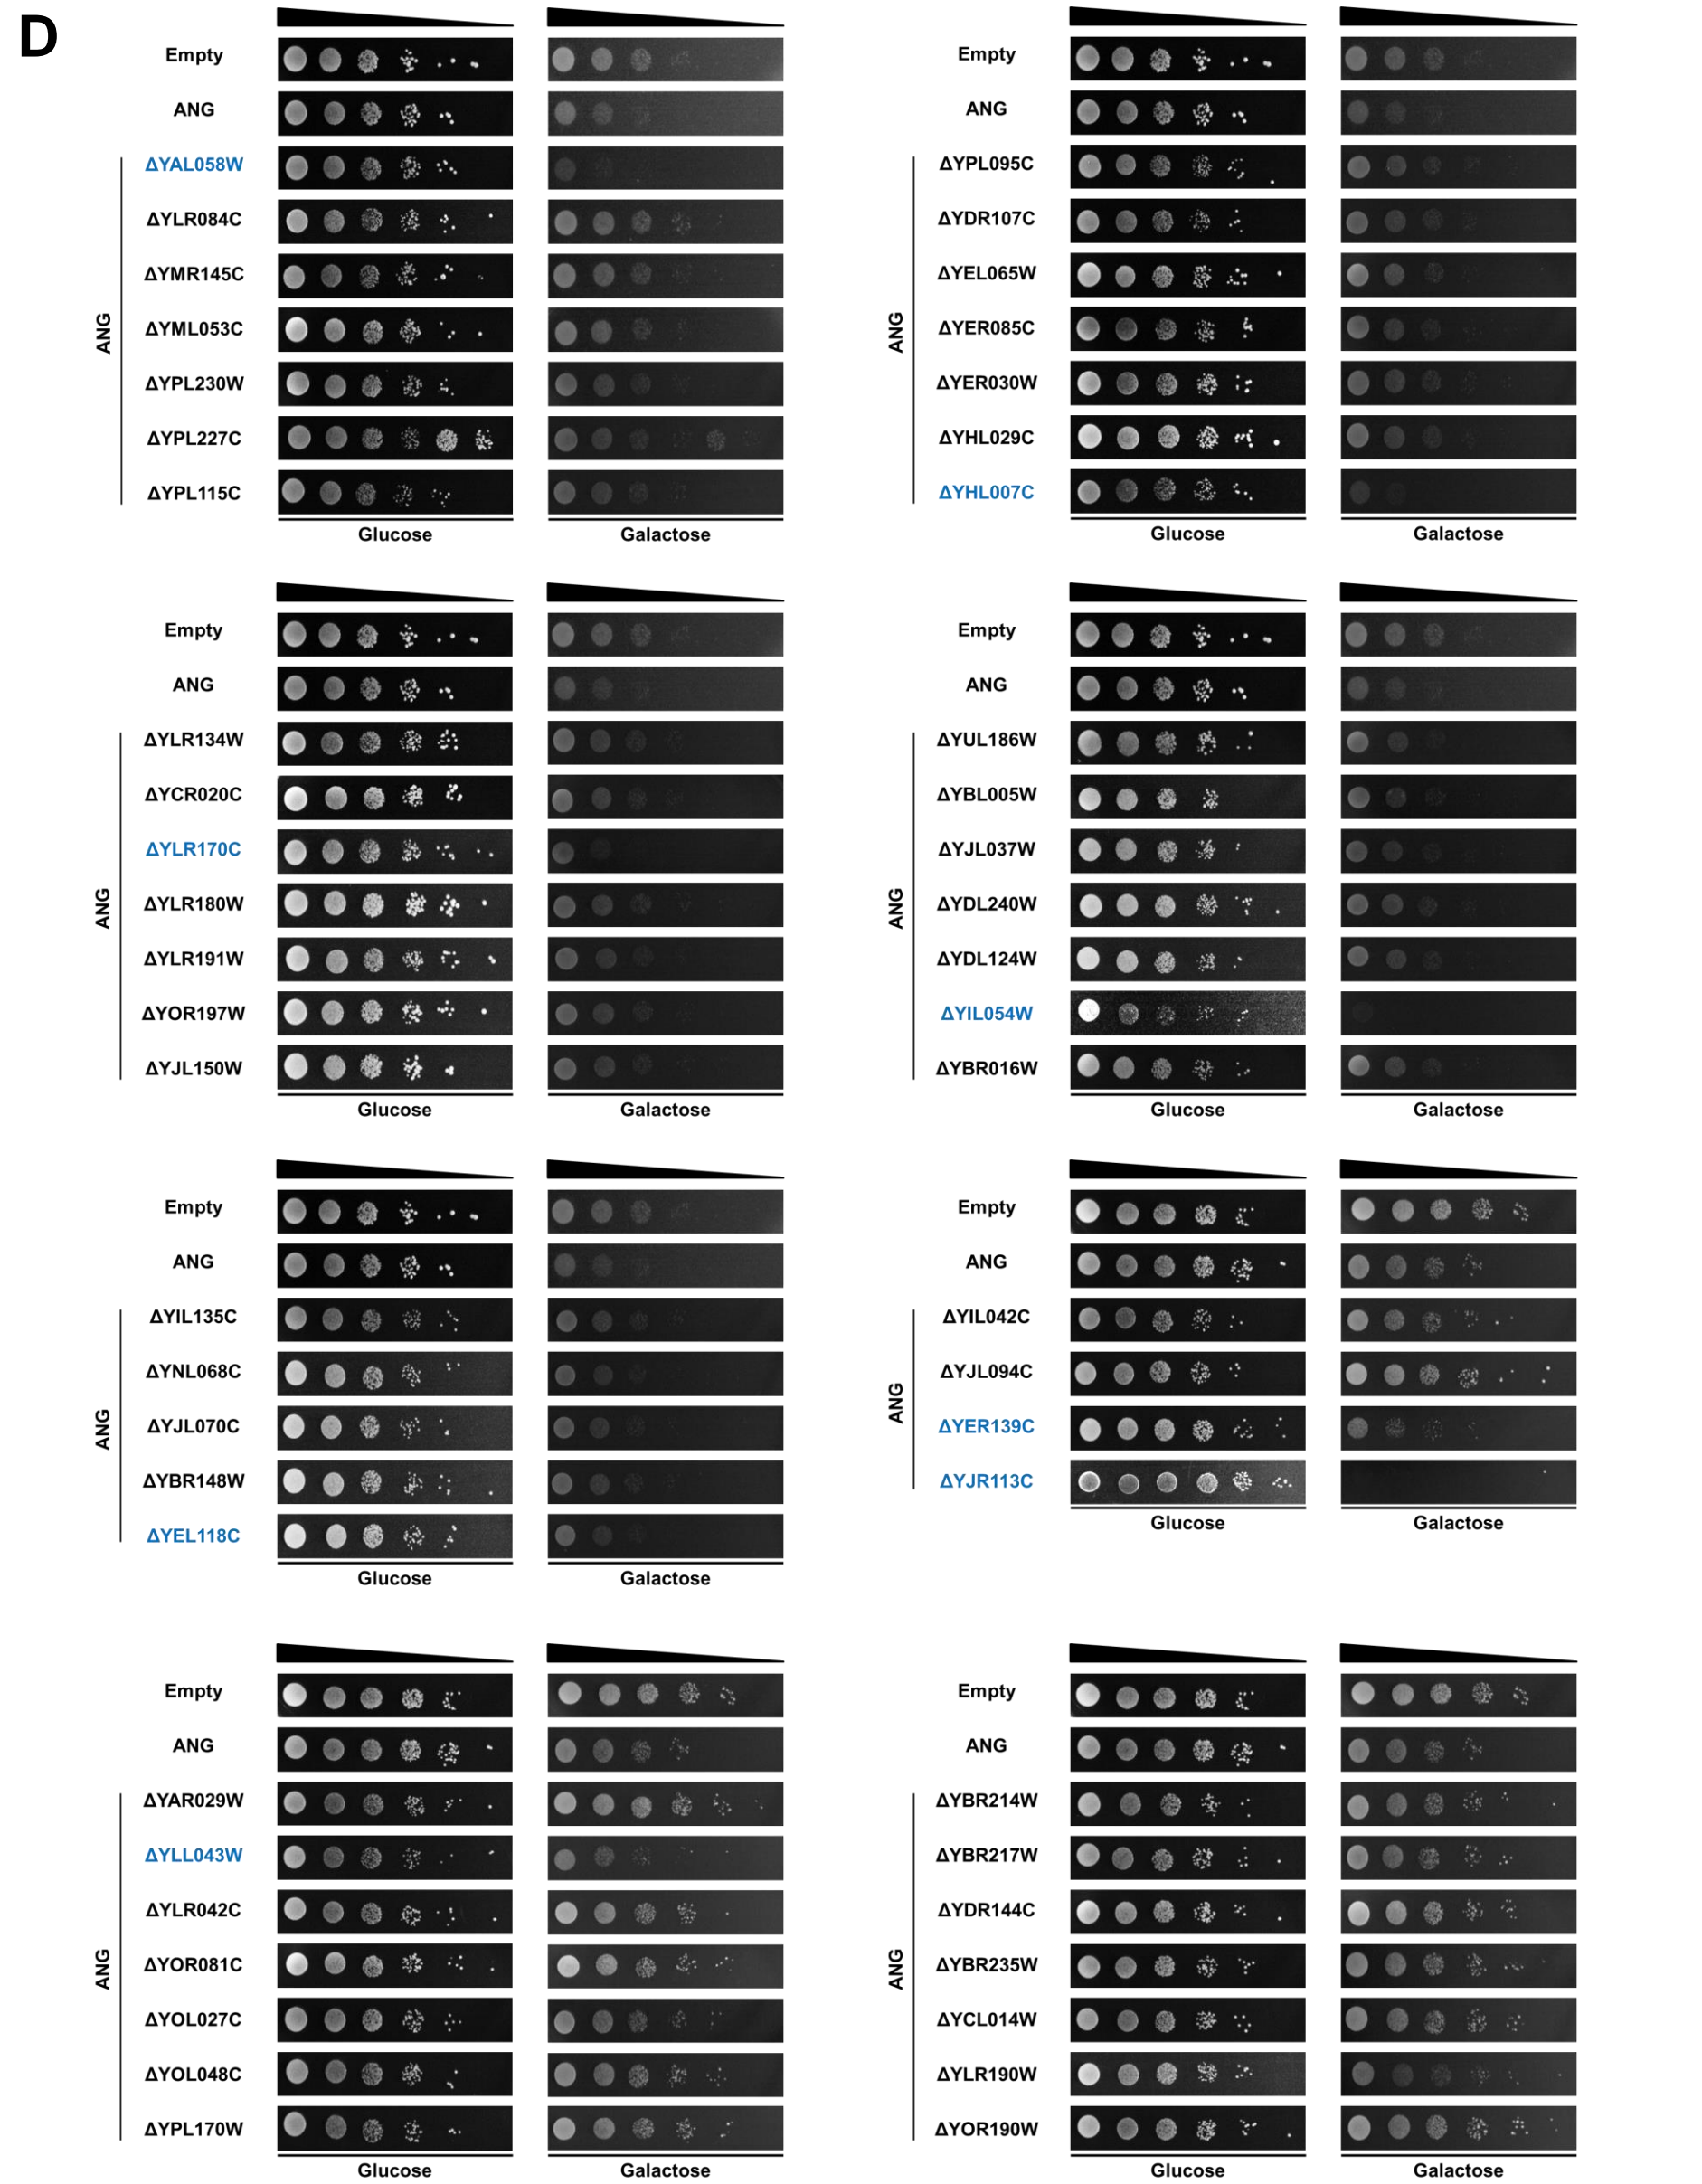 D
Empty
ANG
ΔYAL058W
ΔYLR084C
ΔYMR145C
ΔYML053C
ΔYPL230W
ΔYPL227C
ΔYPL115C
ANG
Glucose
Galactose
Empty
ANG
ΔYPL095C
ΔYDR107C
ΔYEL065W
ΔYER085C
ΔYER030W
ΔYHL029C
ΔYHL007C
ANG
Glucose
Galactose
Empty
ANG
ΔYLR134W
ΔYCR020C
ΔYLR170C
ΔYLR180W
ΔYLR191W
ΔYOR197W
ΔYJL150W
ANG
Glucose
Galactose
Empty
ANG
ΔYUL186W
ΔYBL005W
ΔYJL037W
ΔYDL240W
ΔYDL124W
ΔYIL054W
ΔYBR016W
ANG
Glucose
Galactose
Empty
ANG
ΔYIL135C
ΔYNL068C
ΔYJL070C
ΔYBR148W
ΔYEL118C
ANG
Glucose
Galactose
Empty
ANG
ΔYIL042C
ΔYJL094C
ΔYER139C
ΔYJR113C
ANG
Glucose
Galactose
Empty
ANG
ΔYAR029W
ΔYLL043W
ΔYLR042C
ΔYOR081C
ΔYOL027C
ΔYOL048C
ΔYPL170W
ANG
Glucose
Galactose
Empty
ANG
ΔYBR214W
ΔYBR217W
ΔYDR144C
ΔYBR235W
ΔYCL014W
ΔYLR190W
ΔYOR190W
ANG
Glucose
Galactose